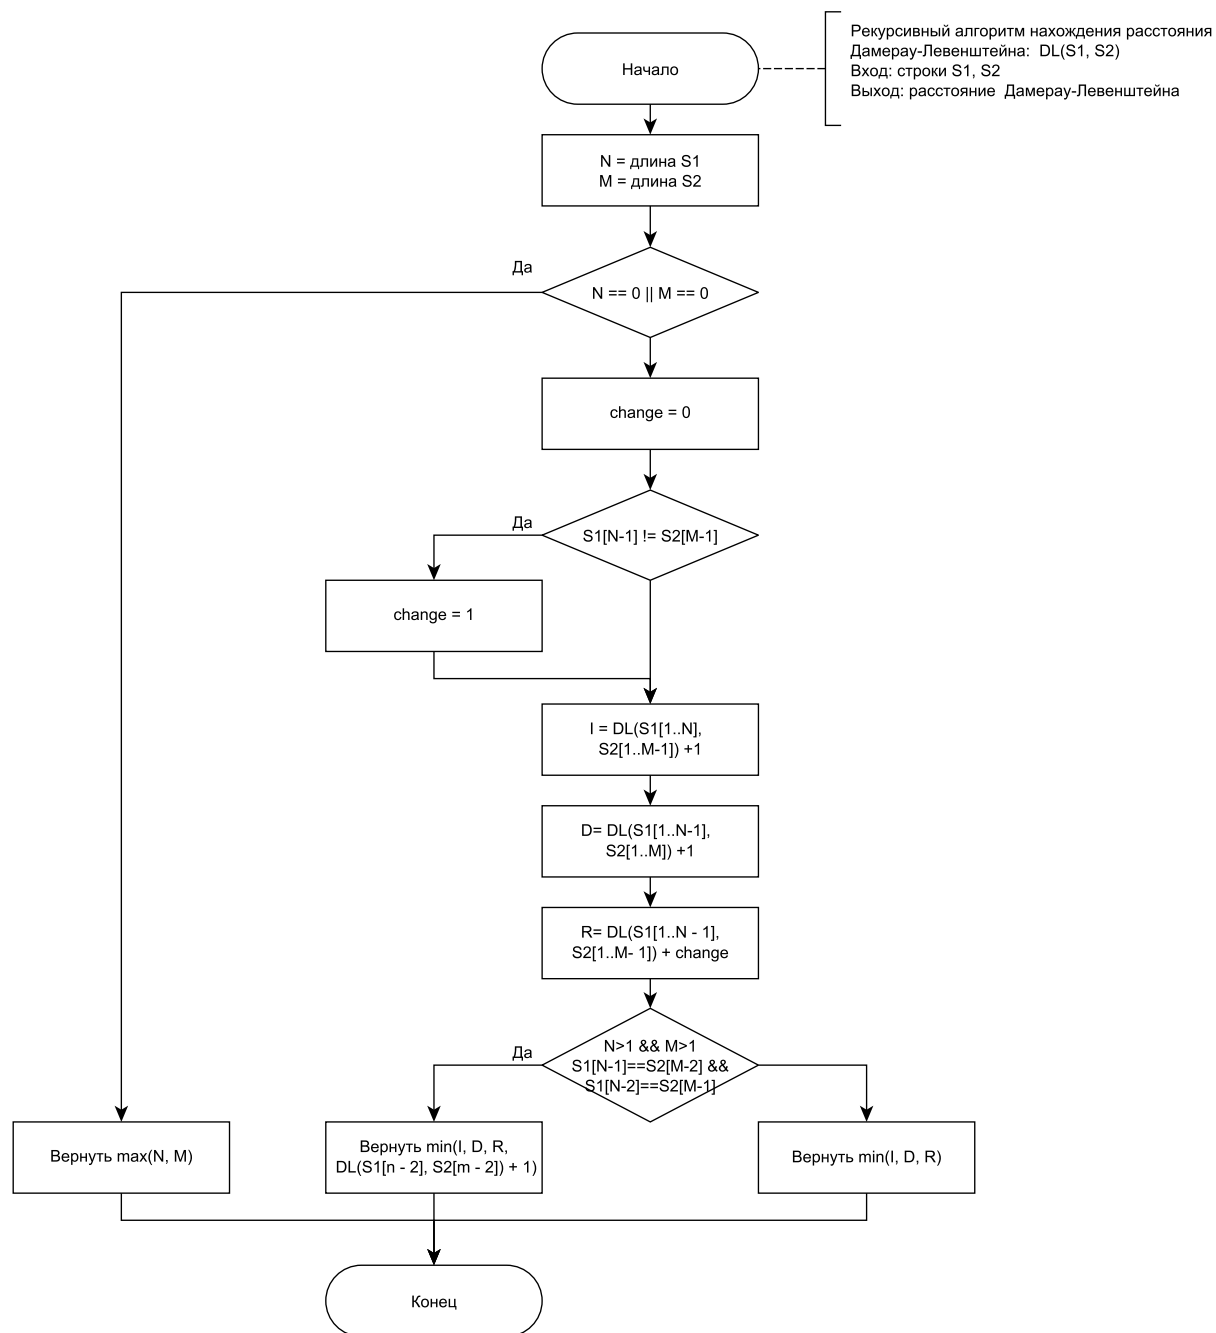 Начало
Рекурсивный алгоритм нахождения расстояния
Дамерау-Левенштейна:  DL(S1, S2)
Вход: строки S1, S2
Выход: расстояние  Дамерау-Левенштейна
N = длина S1
M = длина S2
Да
N == 0 || M == 0
change = 0
Да
S1[N-1] != S2[M-1]
change = 1
I = DL(S1[1..N],
S2[1..M-1]) +1
D= DL(S1[1..N-1],
S2[1..M]) +1
R= DL(S1[1..N - 1],
S2[1..M- 1]) + change
Да
N>1 && M>1
S1[N-1]==S2[M-2] &&
S1[N-2]==S2[M-1]
Вернуть max(N, M)
Вернуть min(I, D, R,
DL(S1[n - 2], S2[m - 2]) + 1)
Вернуть min(I, D, R)
Конец